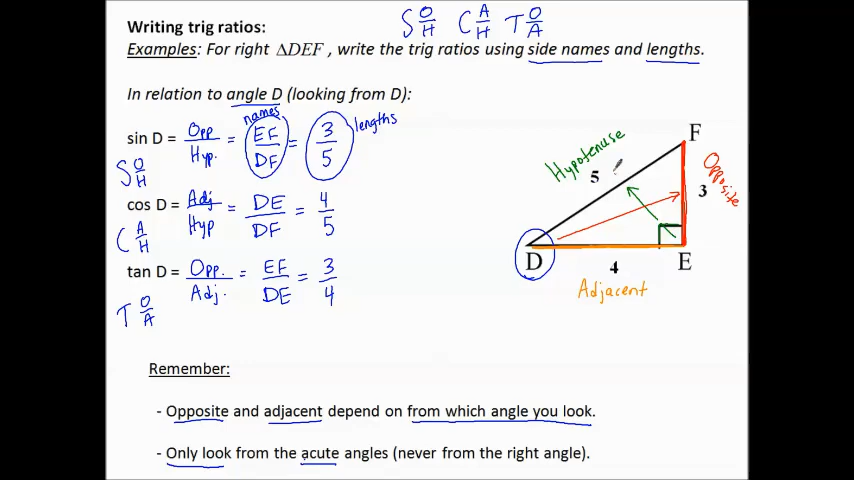 Writing trig ratios: S O/H C A/H T O/A
Examples: For right ΔDEF, write the trig ratios using side names and lengths.
In relation to angle D (looking from D):
names
lengths
sin D = Opp/Hyp. = EF/DF = 3/5
S O/H
cos D = Adj/Hyp = DE/DF = 4/5
C A/H
tan D = Opp./Adj. = EF/DE = 3/4
T O/A
F
Hypotenuse
5
Opposite
3
D
4
E
Adjacent
Remember:
- Opposite and adjacent depend on from which angle you look.
- Only look from the acute angles (never from the right angle).